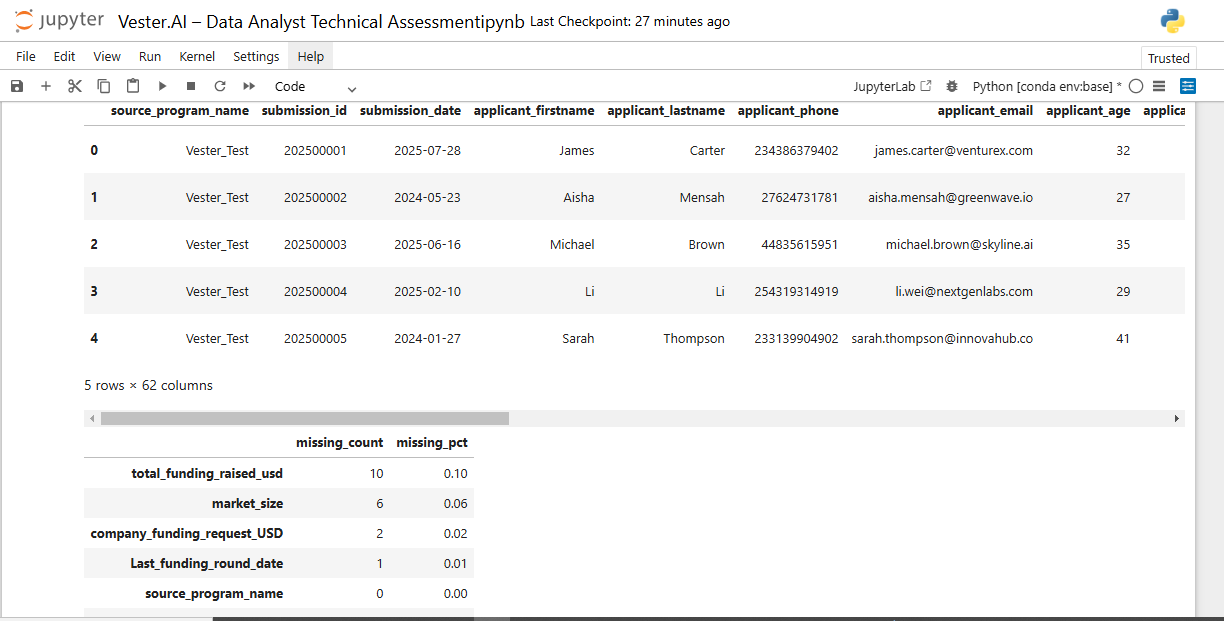 jupyter Vester.AI – Data Analyst Technical Assessmentipynb Last Checkpoint: 27 minutes ago
File Edit View Run Kernel Settings Help Trusted
Code JupyterLab Python [conda env:base] *
source_program_name submission_id submission_date applicant_firstname applicant_lastname applicant_phone applicant_email applicant_age applica
0 Vester_Test 202500001 2025-07-28 James Carter 234386379402 james.carter@venturex.com 32
1 Vester_Test 202500002 2024-05-23 Aisha Mensah 27624731781 aisha.mensah@greenwave.io 27
2 Vester_Test 202500003 2025-06-16 Michael Brown 44835615951 michael.brown@skyline.ai 35
3 Vester_Test 202500004 2025-02-10 Li Li 254319314919 li.wei@nextgenlabs.com 29
4 Vester_Test 202500005 2024-01-27 Sarah Thompson 233139904902 sarah.thompson@innovahub.co 41
5 rows × 62 columns
missing_count missing_pct
total_funding_raised_usd 10 0.10
market_size 6 0.06
company_funding_request_USD 2 0.02
Last_funding_round_date 1 0.01
source_program_name 0 0.00